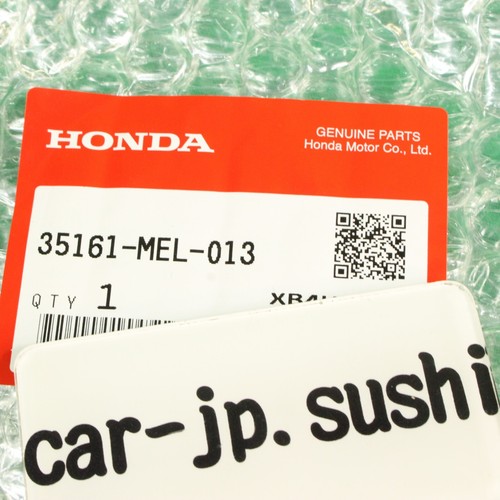 HONDA
GENUINE PARTS
Honda Motor Co., Ltd.
35161-MEL-013
QTY 1
car-jp.sushi